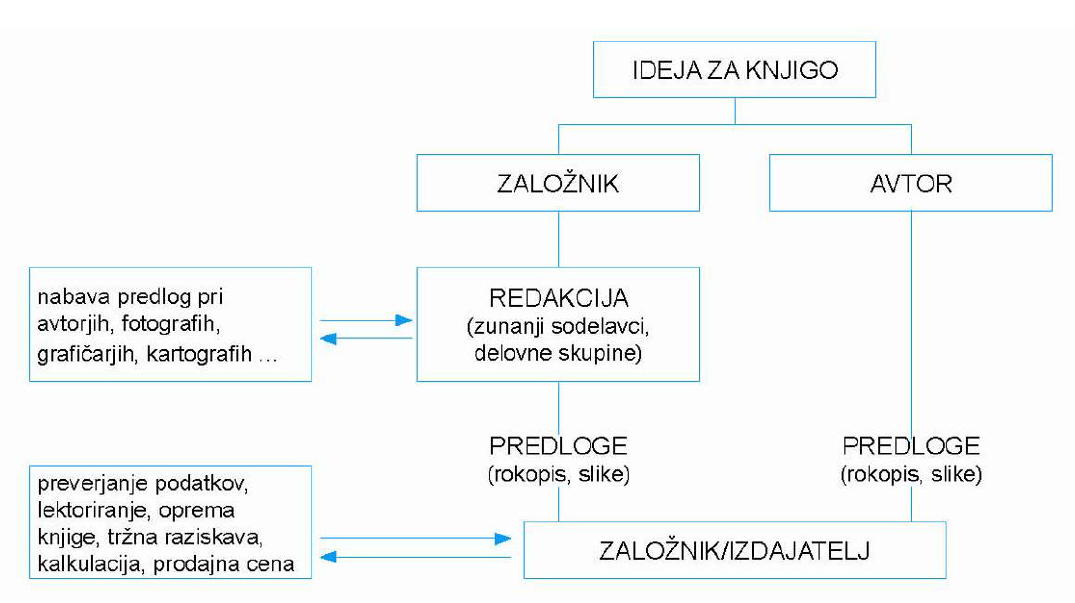 IDEJA ZA KNJIGO
ZALOŽNIK
AVTOR
nabava predlog pri
avtorjih, fotografih,
grafičarjih, kartografih ...
REDAKCIJA
(zunanji sodelavci,
delovne skupine)
PREDLOGE
(rokopis, slike)
PREDLOGE
(rokopis, slike)
preverjanje podatkov,
lektoriranje, oprema
knjige, tržna raziskava,
kalkulacija, prodajna cena
ZALOŽNIK/IZDAJATELJ